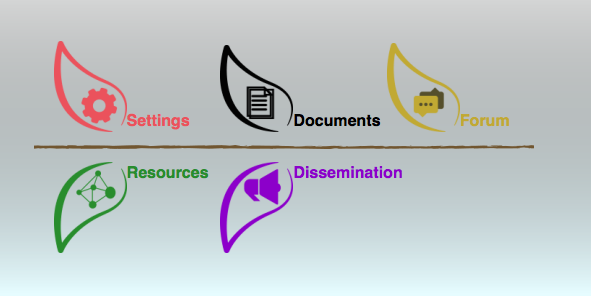 Settings
Documents
Forum
Resources
Dissemination